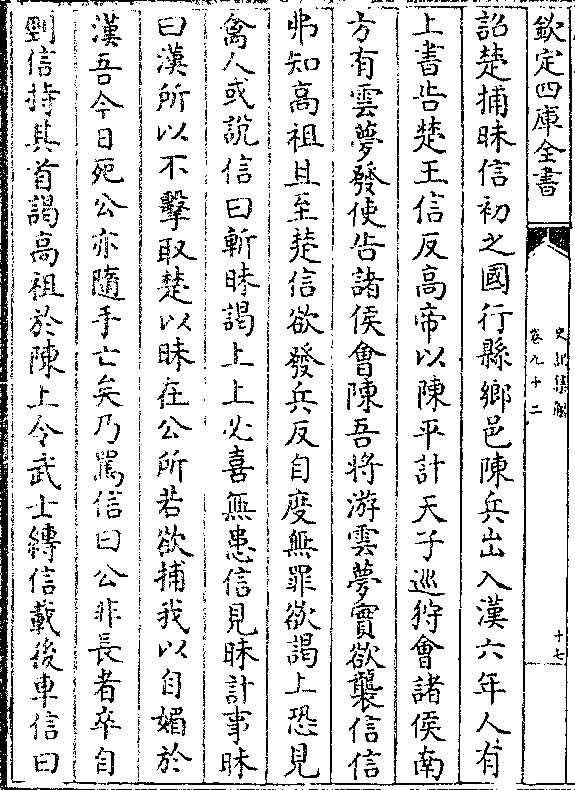 欽定四庫全書
史記集解
卷九十二
十七
詔楚捕昧信初之國行縣鄉邑陳兵出入漢六年人有
上書告楚王信反高帝以陳平計天子巡狩會諸侯南
方有雲夢發使告諸侯會陳吾將游雲夢實欲襲信信
弗知高祖且至楚信欲發兵反自度無罪欲謁上恐見
禽人或說信曰斬昧謁上上必喜無患信見昧計事昧
曰漢所以不擊取楚以昧在公所若欲捕我以自媚於
漢吾今日死公亦隨手亡矣乃罵信曰公非長者卒自
剄信持其首謁高祖於陳上令武士縛信載後車信曰